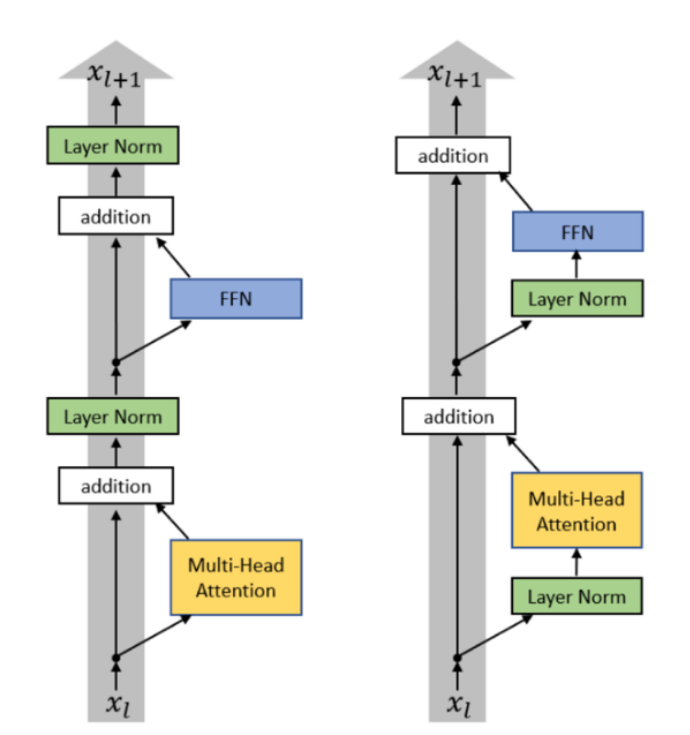 x_{l+1}
Layer Norm
addition
FFN
Layer Norm
addition
Multi-Head
Attention
x_l
x_{l+1}
addition
FFN
Layer Norm
addition
Multi-Head
Attention
Layer Norm
x_l